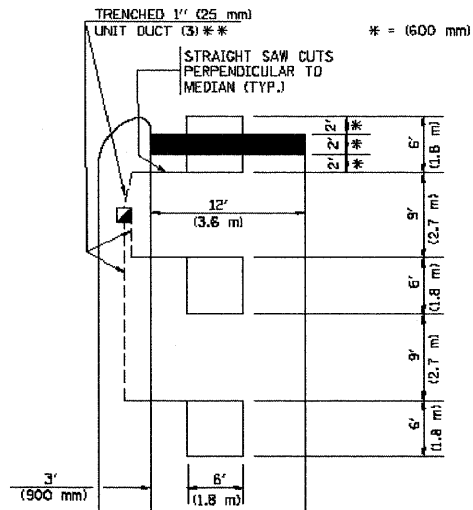 TRENCHED 1" (25 mm)
UNIT DUCT (3) * *
* = (600 mm)
STRAIGHT SAW CUTS
PERPENDICULAR TO
MEDIAN (TYP.)
2' *
2' *
2' *
6'
(1.8 m)
12'
(3.6 m)
9'
(2.7 m)
6'
(1.8 m)
9'
(2.7 m)
6'
(1.8 m)
3'
(900 mm)
6'
(1.8 m)